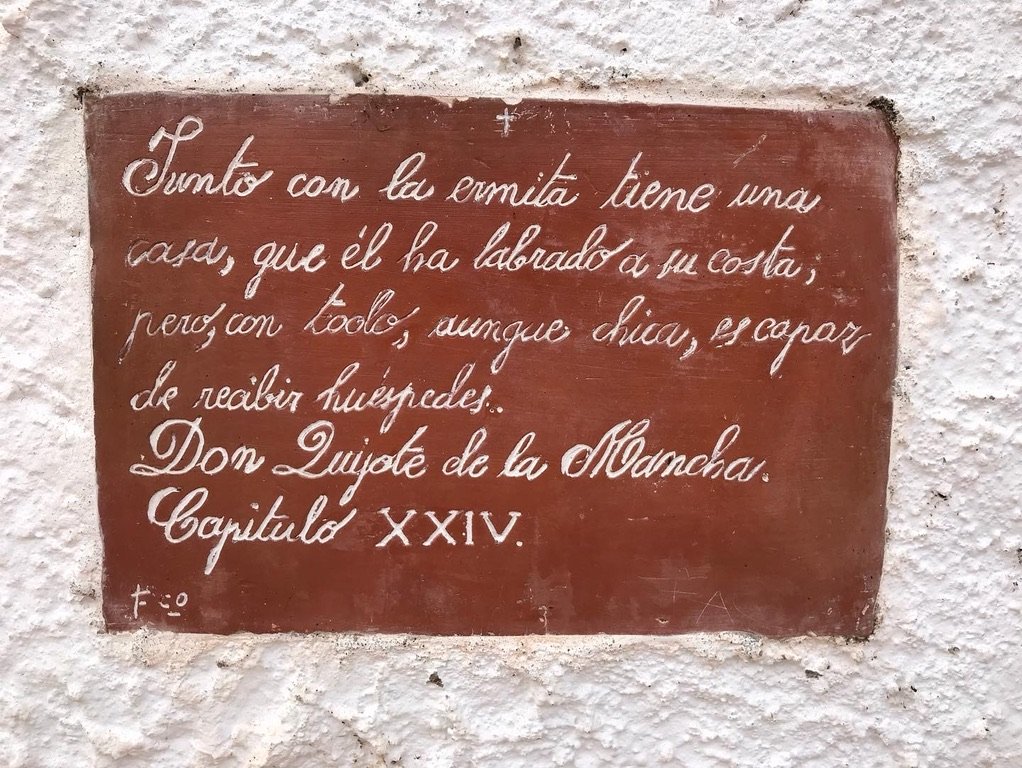 Junto con la ermita tiene una
casa, que él ha labrado a su costa,
pero, con todo, aunque chica, es capaz
de recibir huéspedes.
Don Quijote de la Mancha.
Capitulo XXIV.